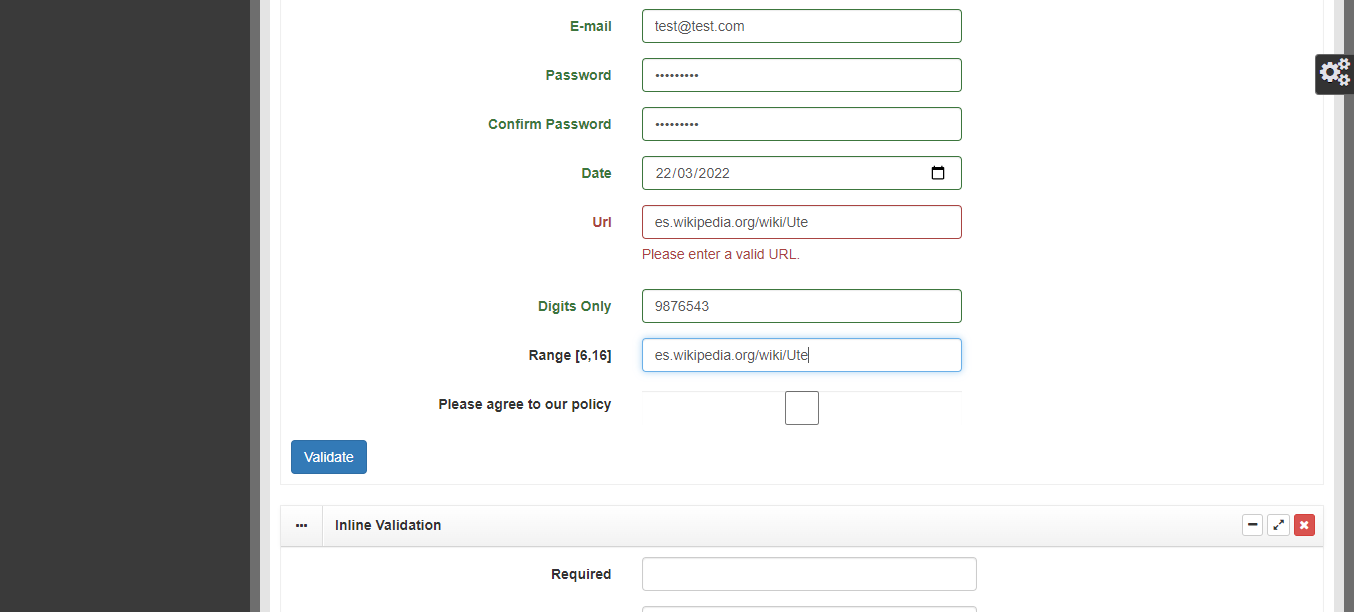 E-mail test@test.com
Password •••••••••
Confirm Password •••••••••
Date 22/03/2022
Url es.wikipedia.org/wiki/Ute
Please enter a valid URL.
Digits Only 9876543
Range [6,16] es.wikipedia.org/wiki/Ute
Please agree to our policy
Validate
Inline Validation
Required